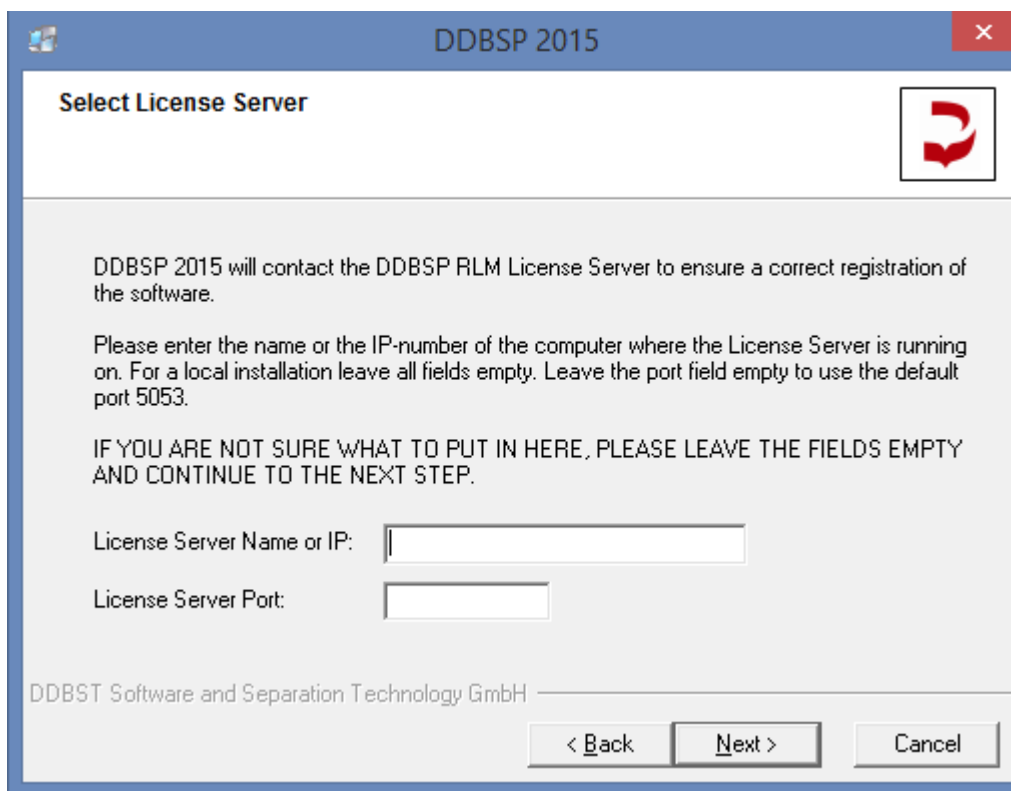 DDBSP 2015
Select License Server
DDBSP 2015 will contact the DDBSP RLM License Server to ensure a correct registration of
the software.
Please enter the name or the IP-number of the computer where the License Server is running
on. For a local installation leave all fields empty. Leave the port field empty to use the default
port 5053.
IF YOU ARE NOT SURE WHAT TO PUT IN HERE, PLEASE LEAVE THE FIELDS EMPTY
AND CONTINUE TO THE NEXT STEP.
License Server Name or IP:
License Server Port:
DDBST Software and Separation Technology GmbH
< Back Next > Cancel